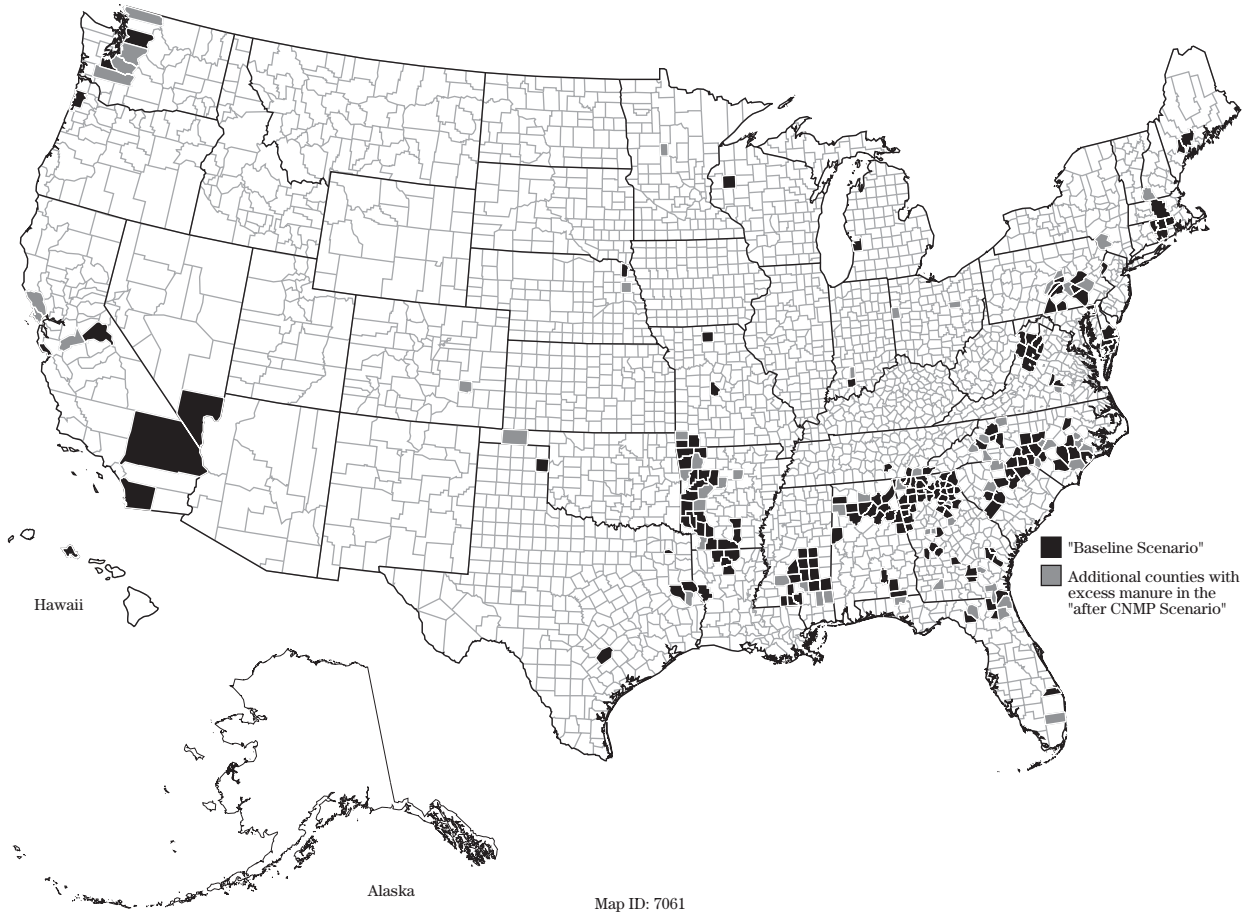 "Baseline Scenario"
Additional counties with
excess manure in the
"after CNMP Scenario"
Hawaii
Alaska
Map ID: 7061